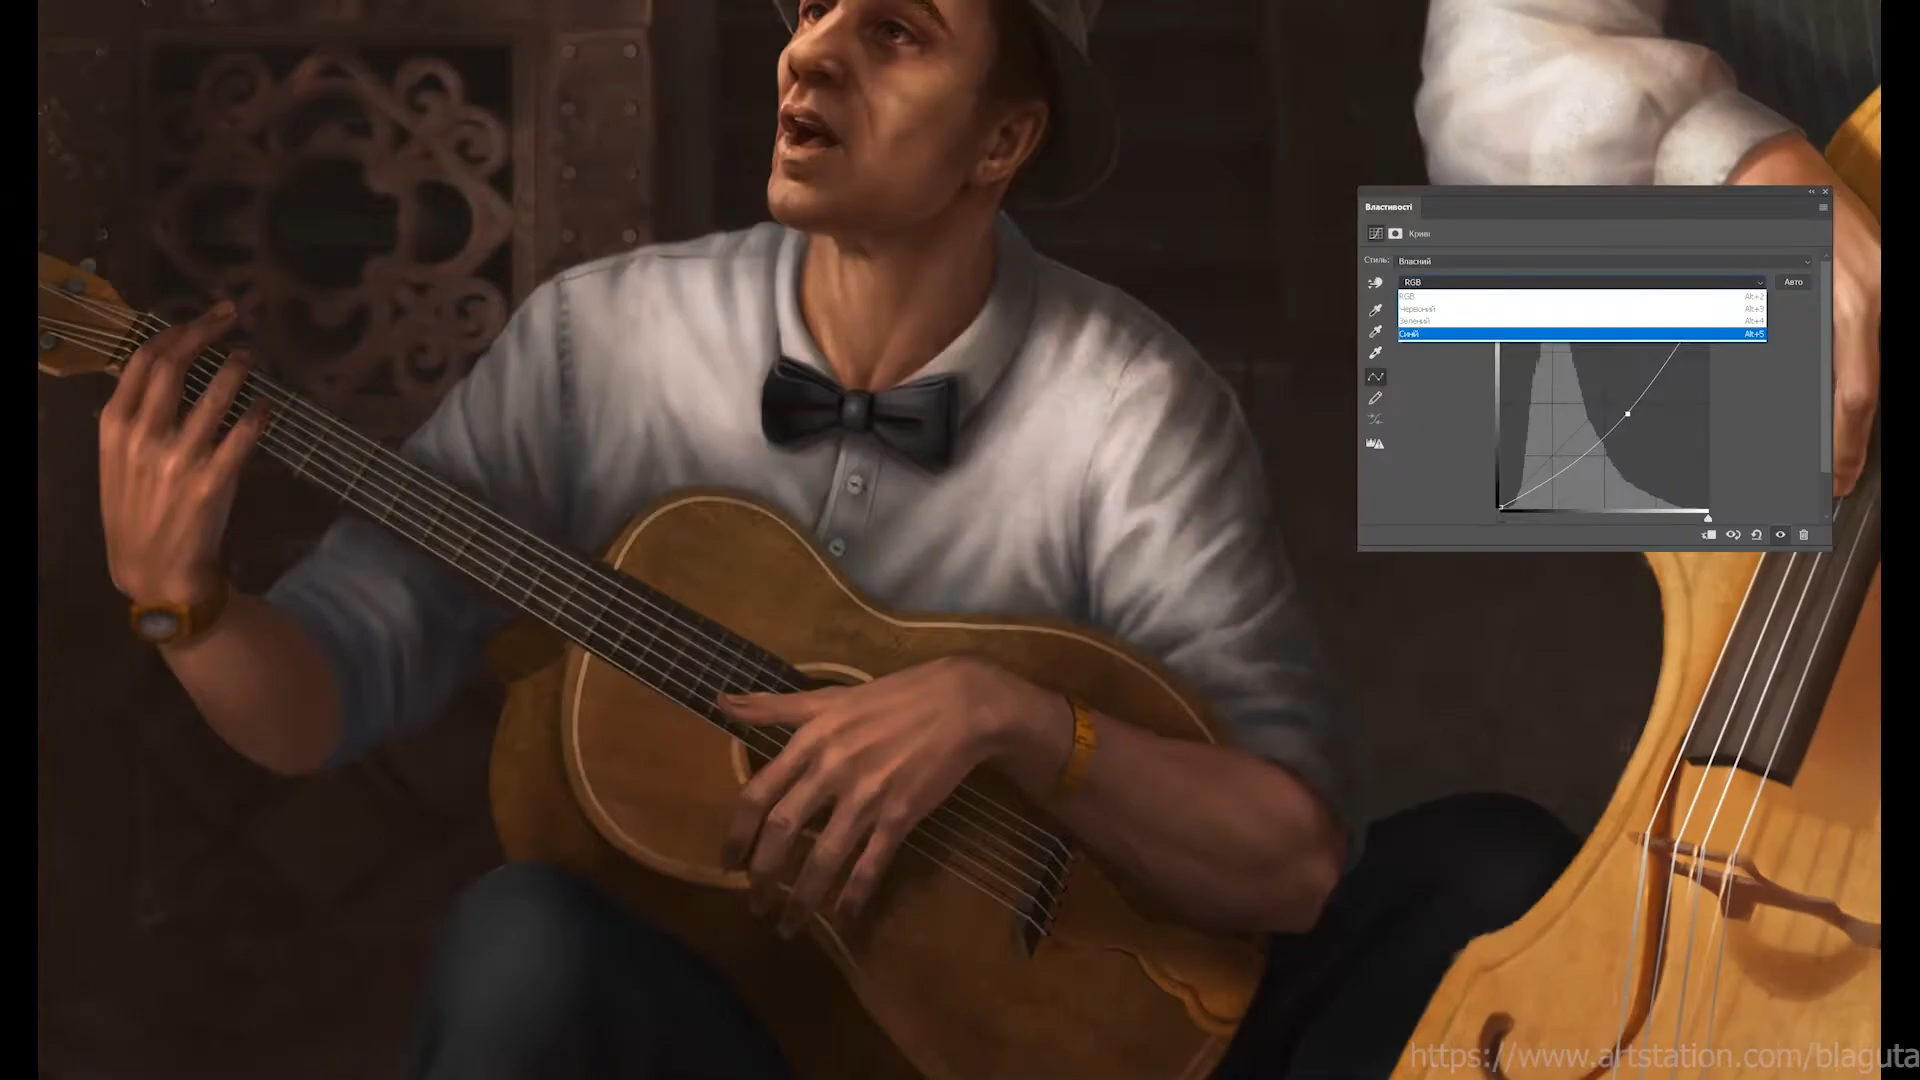 Властивості
Криві
Стиль: Власний
RGB
Авто
RGB Alt+2
Червоний Alt+3
Зелений Alt+4
Синій Alt+5
https://www.artstation.com/blaguta